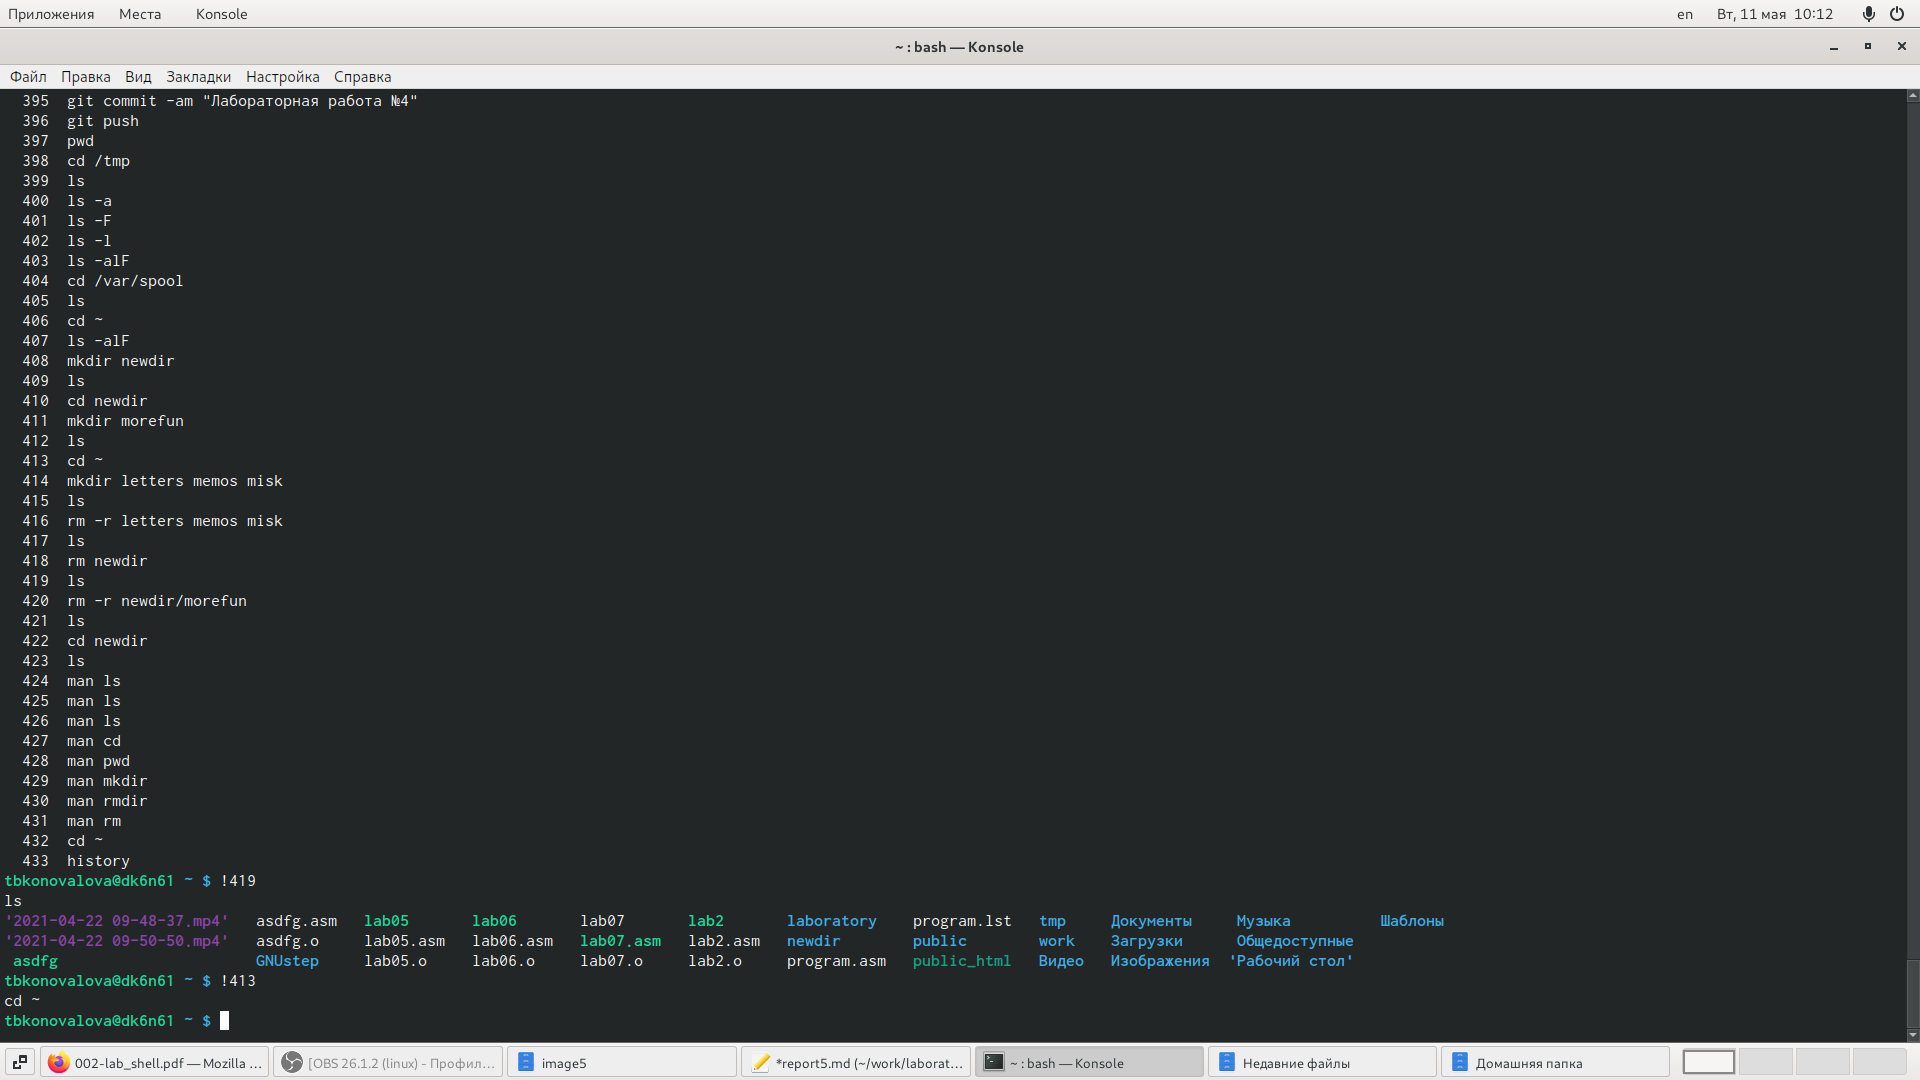 Приложения Места Konsole en Вт, 11 мая 10:12
~ : bash — Konsole
Файл Правка Вид Закладки Настройка Справка
395 git commit -am "Лабораторная работа №4"
396 git push
397 pwd
398 cd /tmp
399 ls
400 ls -a
401 ls -F
402 ls -l
403 ls -alF
404 cd /var/spool
405 ls
406 cd ~
407 ls -alF
408 mkdir newdir
409 ls
410 cd newdir
411 mkdir morefun
412 ls
413 cd ~
414 mkdir letters memos misk
415 ls
416 rm -r letters memos misk
417 ls
418 rm newdir
419 ls
420 rm -r newdir/morefun
421 ls
422 cd newdir
423 ls
424 man ls
425 man ls
426 man ls
427 man cd
428 man pwd
429 man mkdir
430 man rmdir
431 man rm
432 cd ~
433 history
tbkonovalova@dk6n61 ~ $ !419
ls
'2021-04-22 09-48-37.mp4' asdfg.asm lab05 lab06 lab07 lab2 laboratory program.lst tmp Документы Музыка Шаблоны
'2021-04-22 09-50-50.mp4' asdfg.o lab05.asm lab06.asm lab07.asm lab2.asm newdir public work Загрузки Общедоступные
asdfg GNUstep lab05.o lab06.o lab07.o lab2.o program.asm public_html Видео Изображения 'Рабочий стол'
tbkonovalova@dk6n61 ~ $ !413
cd ~
tbkonovalova@dk6n61 ~ $
002-lab_shell.pdf — Mozilla ... [OBS 26.1.2 (linux) - Профил... image5 *report5.md (~/work/laborat... ~ : bash — Konsole Недавние файлы Домашняя папка